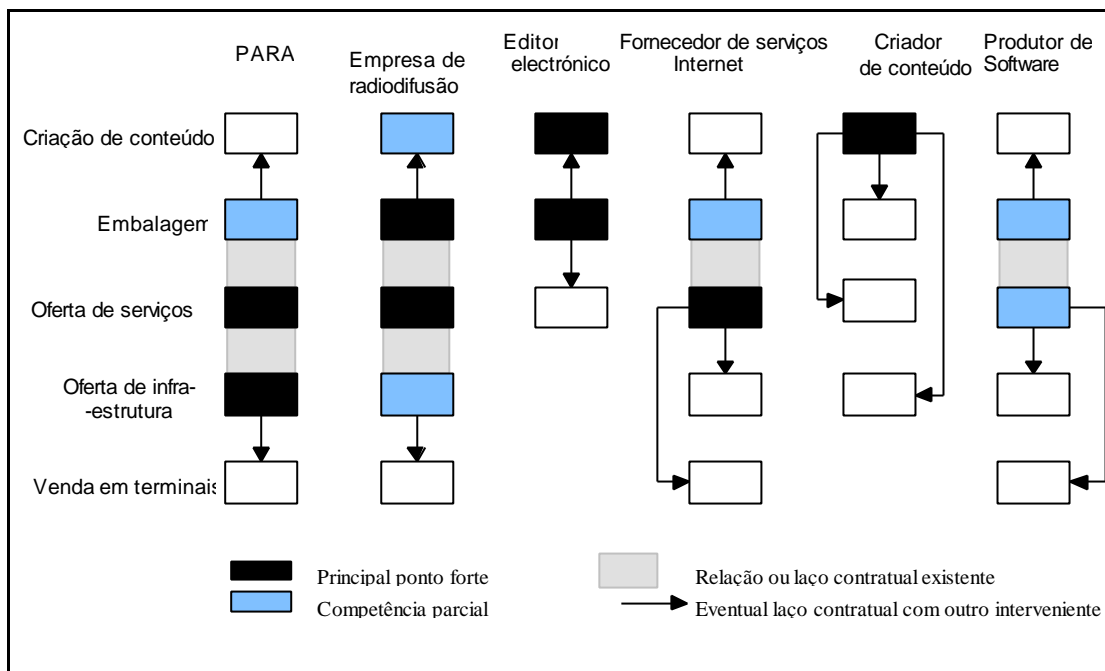 PARA
Empresa de
radiodifusão
Editor
electrónico
Fornecedor de serviços
Internet
Criador
de conteúdo
Produtor de
Software
Criação de conteúdo
Embalagem
Oferta de serviços
Oferta de infra-
-estrutura
Venda em terminais
Principal ponto forte
Competência parcial
Relação ou laço contratual existente
Eventual laço contratual com outro interveniente